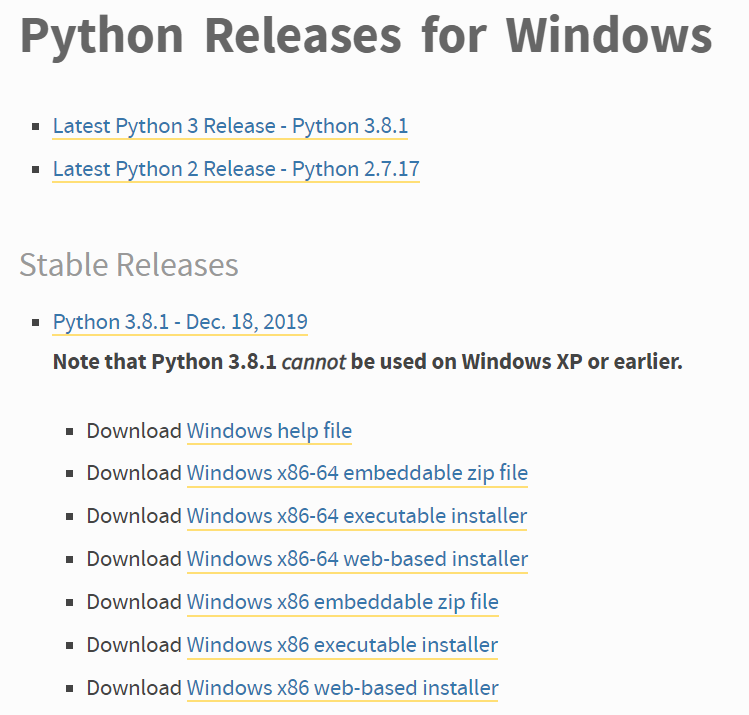 Python Releases for Windows
Latest Python 3 Release - Python 3.8.1
Latest Python 2 Release - Python 2.7.17
Stable Releases
Python 3.8.1 - Dec. 18, 2019
Note that Python 3.8.1 cannot be used on Windows XP or earlier.
Download Windows help file
Download Windows x86-64 embeddable zip file
Download Windows x86-64 executable installer
Download Windows x86-64 web-based installer
Download Windows x86 embeddable zip file
Download Windows x86 executable installer
Download Windows x86 web-based installer